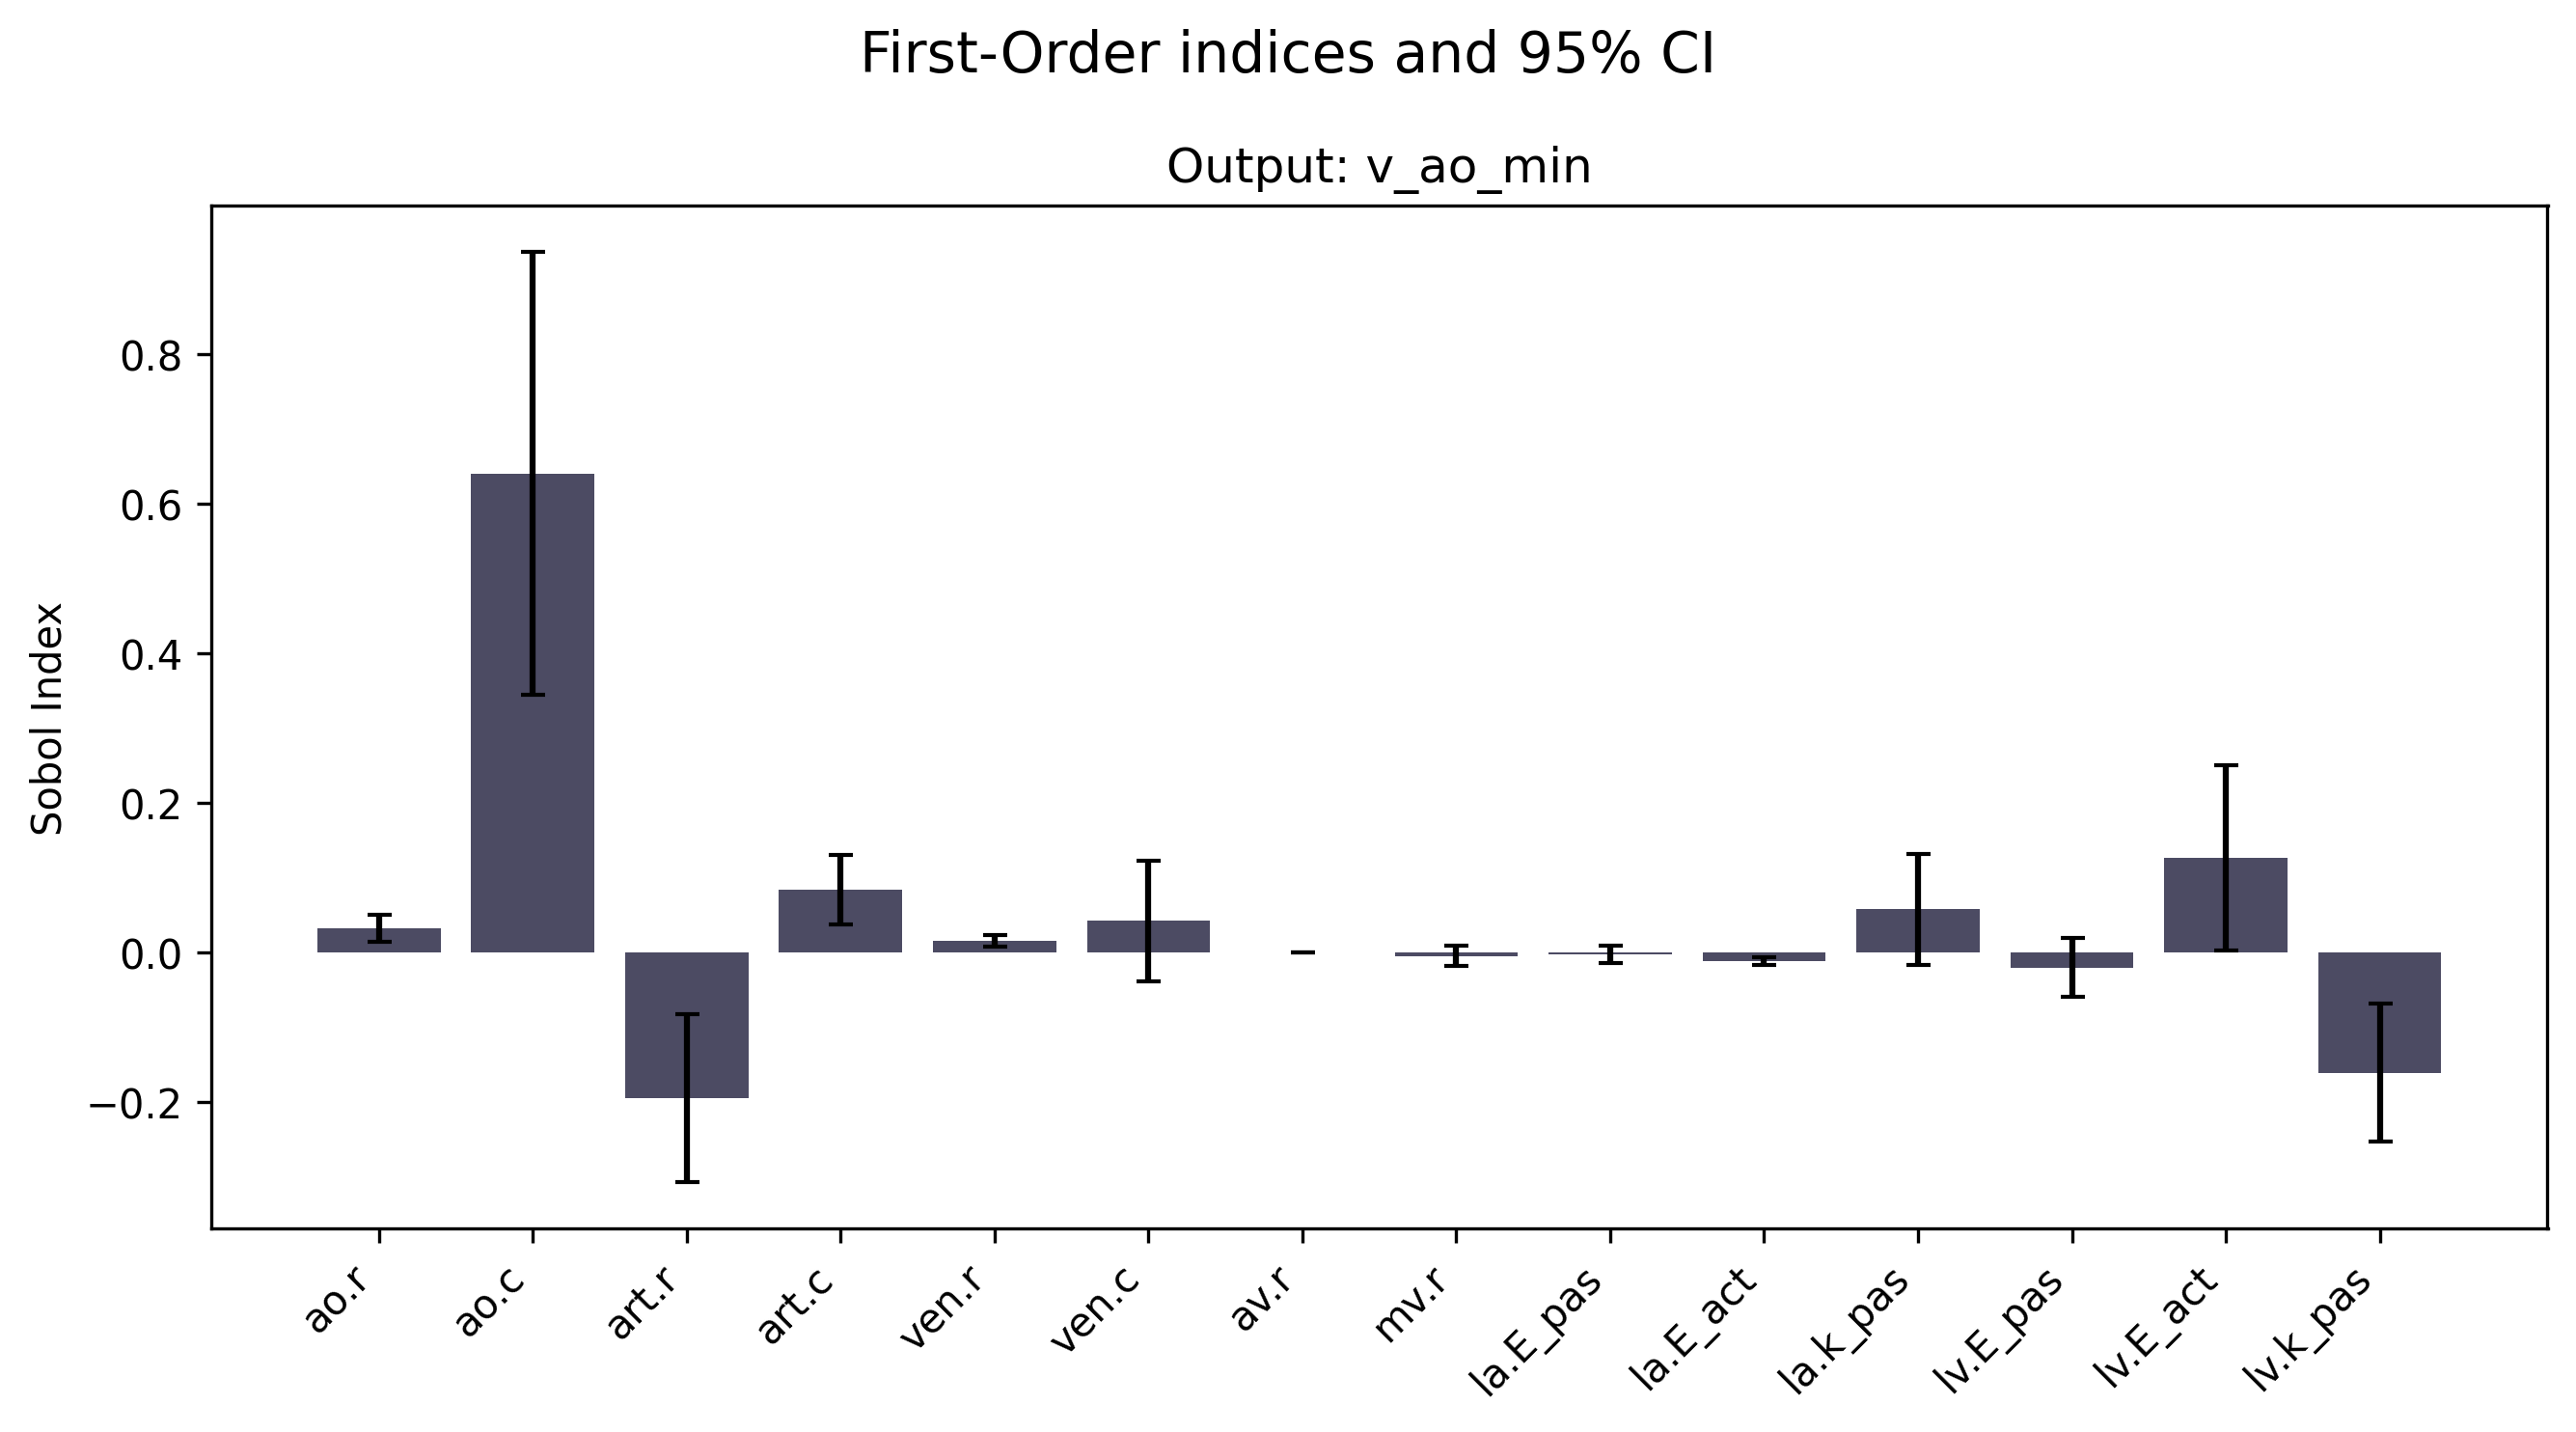 First-Order indices and 95% CI
Output: v_ao_min
Sobol Index
0.8
0.6
0.4
0.2
0.0
−0.2
ao.r
ao.c
art.r
art.c
ven.r
ven.c
av.r
mv.r
la.E_pas
la.E_act
la.k_pas
lv.E_pas
lv.E_act
lv.k_pas